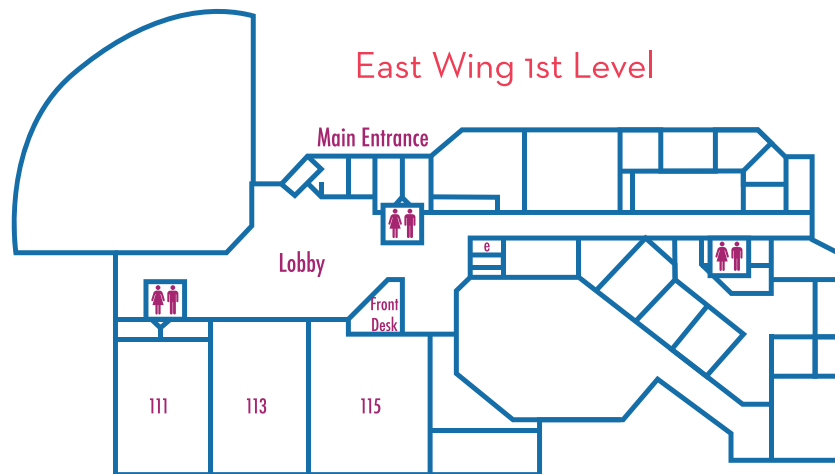 East Wing 1st Level
Main Entrance
e
Lobby
Front
Desk
111
113
115